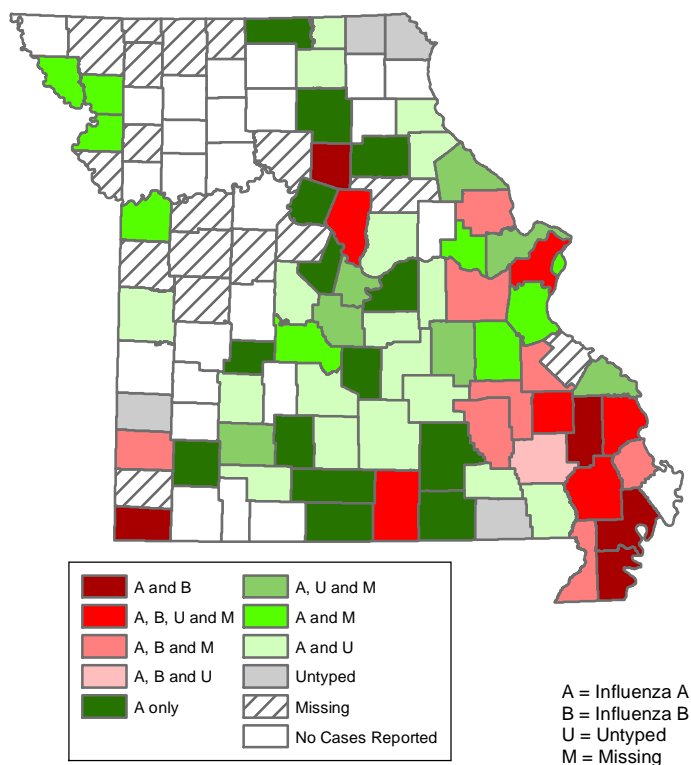 A and B
A, B, U and M
A, B and M
A, B and U
A only
A, U and M
A and M
A and U
Untyped
Missing
No Cases Reported
A = Influenza A
B = Influenza B
U = Untyped
M = Missing